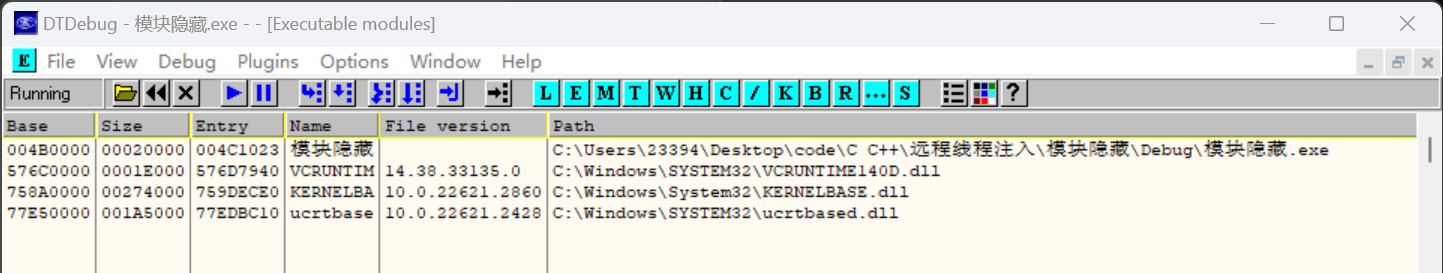 DTDebug - 模块隐藏.exe - - [Executable modules]
E File View Debug Plugins Options Window Help
Running L E M T W H C / K B R ... S ?
Base Size Entry Name File version Path
004B0000 00020000 004C1023 模块隐藏 C:\Users\23394\Desktop\code\C C++\远程线程注入\模块隐藏\Debug\模块隐藏.exe
576C0000 0001E000 576D7940 VCRUNTIM 14.38.33135.0 C:\Windows\SYSTEM32\VCRUNTIME140D.dll
758A0000 00274000 759DECE0 KERNELBA 10.0.22621.2860 C:\Windows\System32\KERNELBASE.dll
77E50000 001A5000 77EDBC10 ucrtbase 10.0.22621.2428 C:\Windows\SYSTEM32\ucrtbased.dll